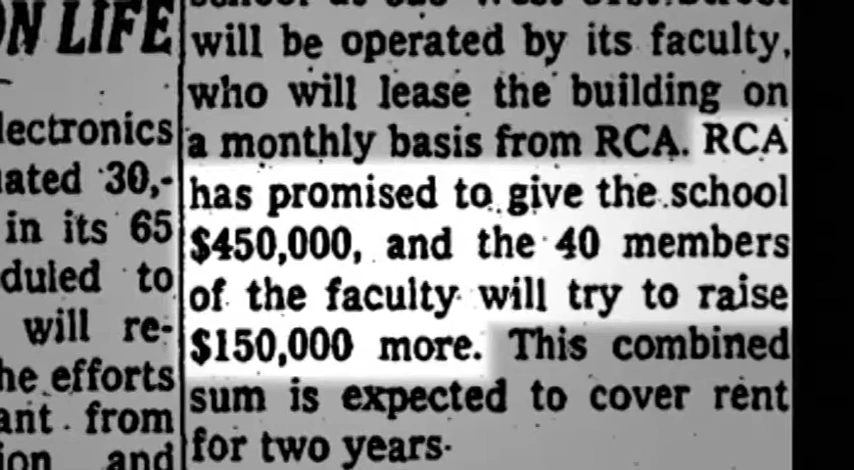 N LIFE
lectronics
ated 30,-
in its 65
duled to
will re-
he efforts
ant from
ion and
will be operated by its faculty,
who will lease the building on
a monthly basis from RCA. RCA
has promised to give the school
$450,000, and the 40 members
of the faculty will try to raise
$150,000 more. This combined
sum is expected to cover rent
for two years.